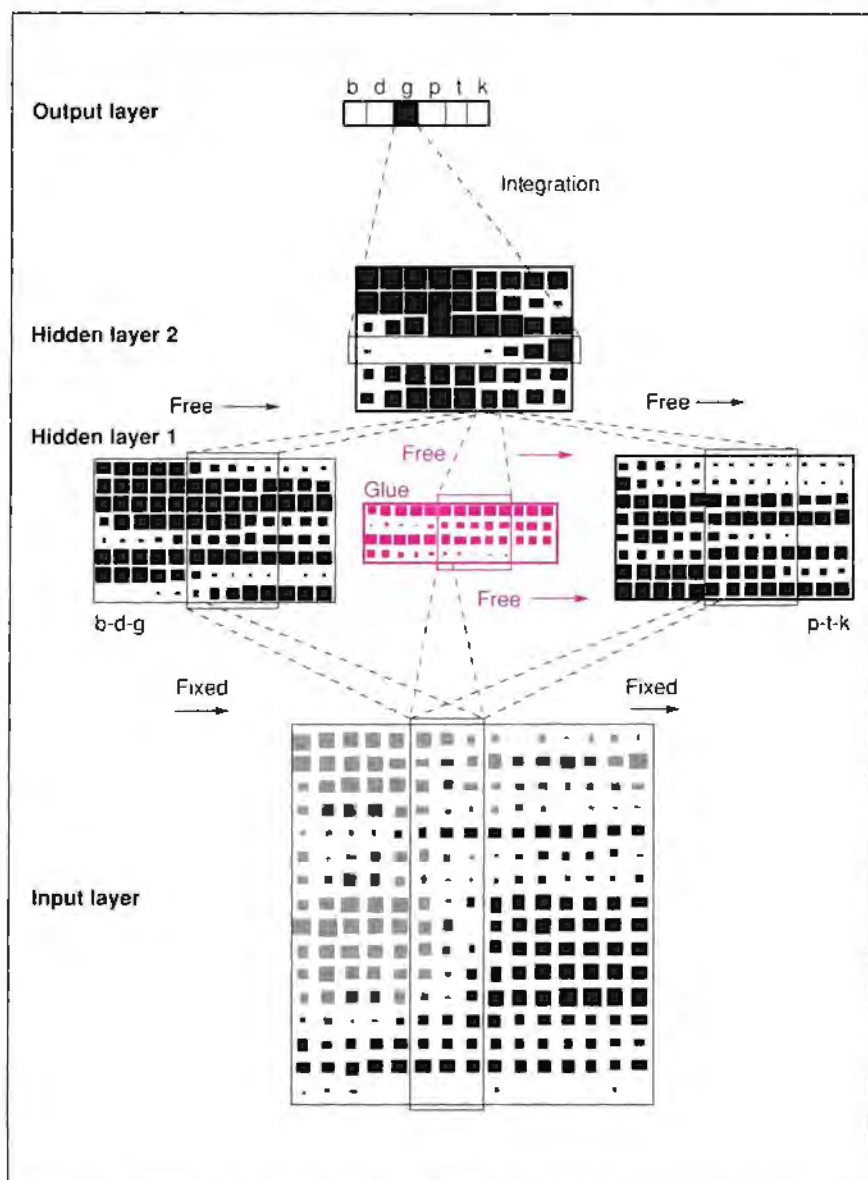 b d g p t k
Output layer
Integration
Hidden layer 2
Free
Free
Hidden layer 1
Free
Glue
Free
b-d-g
p-t-k
Fixed
Fixed
Input layer